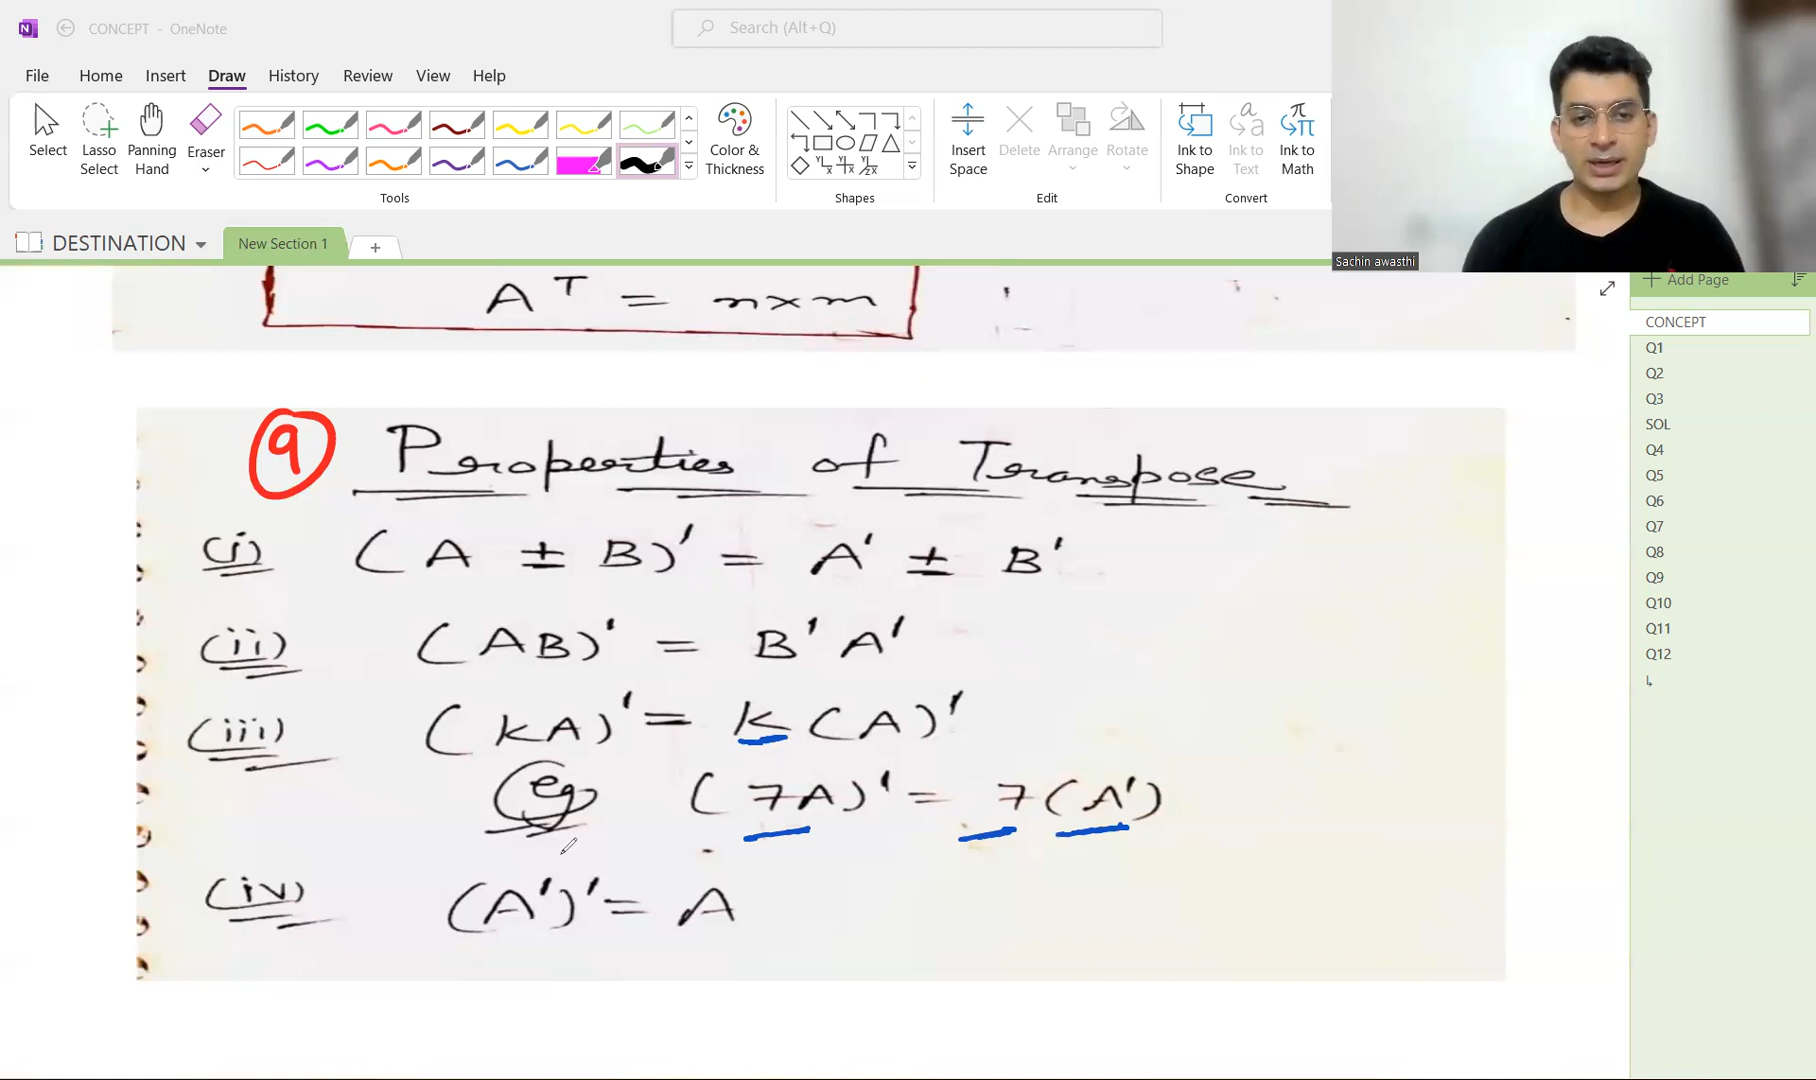 CONCEPT - OneNote
Search (Alt+Q)
File Home Insert Draw History Review View Help
Select
Lasso Select
Panning Hand
Eraser
Color & Thickness
Insert Space
Delete
Arrange
Rotate
Ink to Shape
Ink to Text
Ink to Math
Tools
Shapes
Edit
Convert
Sachin awasthi
DESTINATION
New Section 1
+
Add Page
Aᵀ = n×m
9 Properties of Transpose
(i) (A ± B)' = A' ± B'
(ii) (AB)' = B'A'
(iii) (KA)' = K(A)'
eg (7A)' = 7(A')
(iv) (A')' = A
CONCEPT
Q1
Q2
Q3
SOL
Q4
Q5
Q6
Q7
Q8
Q9
Q10
Q11
Q12